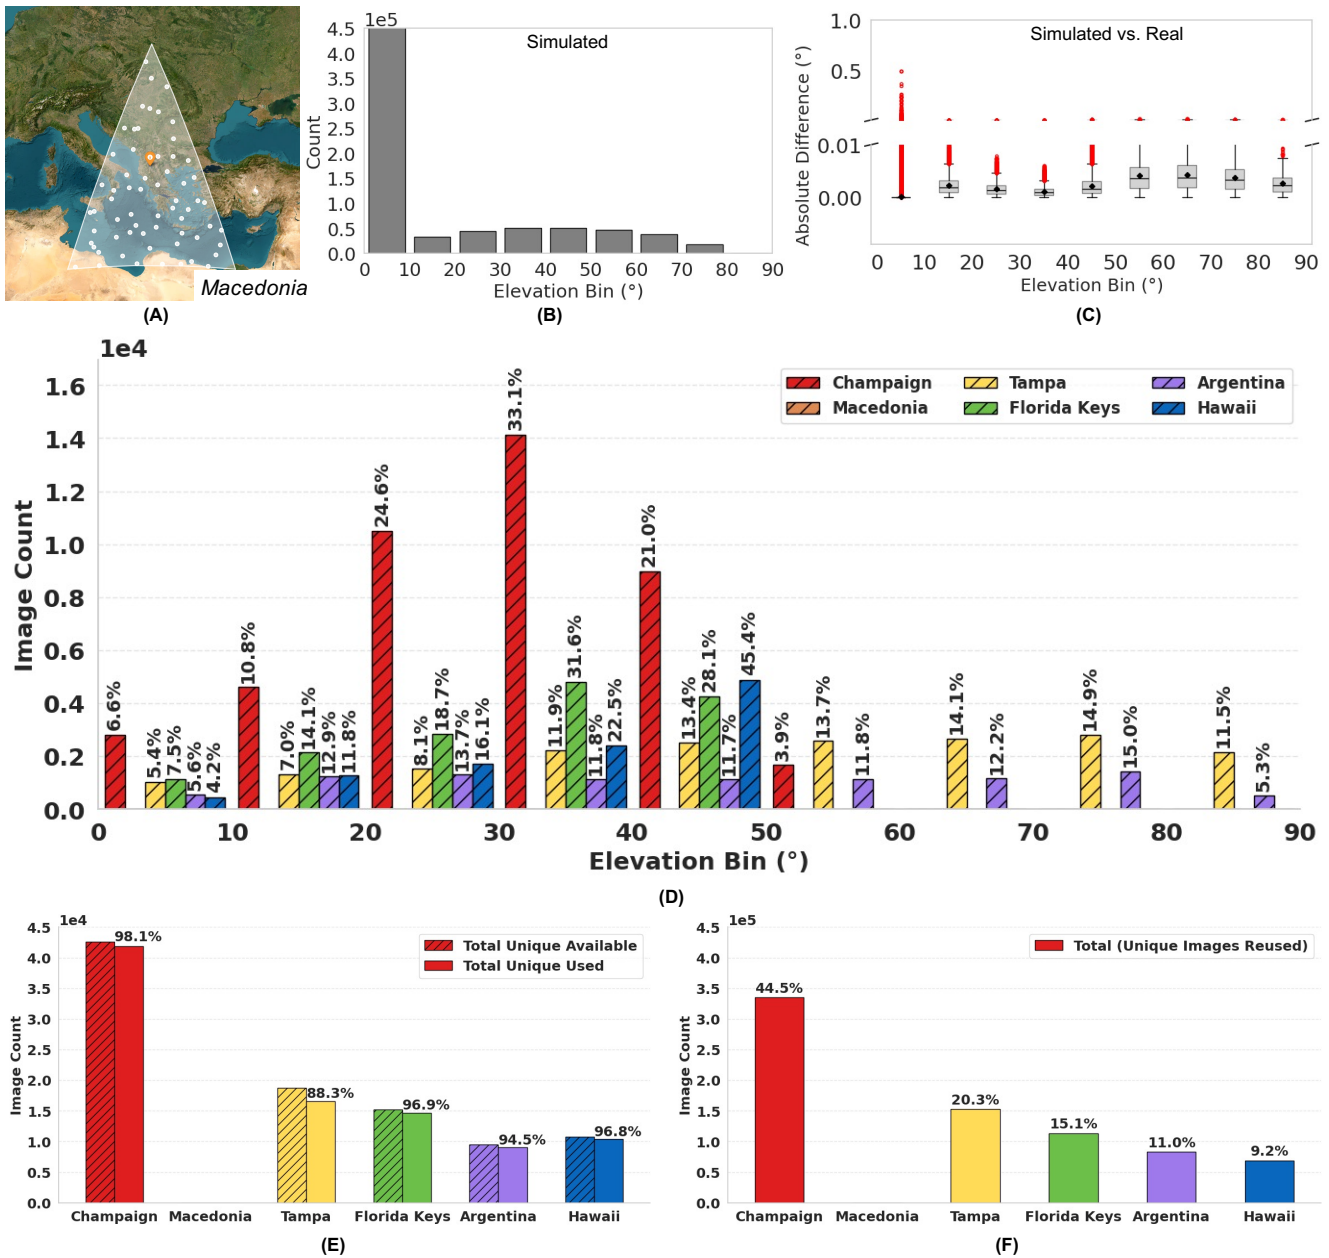 Macedonia
(A)
1e5
Simulated
Count
4.5
4.0
3.5
3.0
2.5
2.0
1.5
1.0
0.5
0.0
0 10 20 30 40 50 60 70 80 90
Elevation Bin (°)
(B)
Simulated vs. Real
Absolute Difference (°)
1.0
0.5
0.01
0.00
0 10 20 30 40 50 60 70 80 90
Elevation Bin (°)
(C)
1e4
Image Count
1.6
1.4
1.2
1.0
0.8
0.6
0.4
0.2
0.0
Champaign Tampa Argentina
Macedonia Florida Keys Hawaii
6.6% 5.4% 7.5% 5.6% 4.2%
10.8% 7.0% 14.1% 12.9% 11.8%
24.6% 8.1% 18.7% 13.7% 16.1%
33.1% 11.9% 31.6% 11.8% 22.5%
21.0% 13.4% 28.1% 11.7% 45.4%
3.9% 13.7% 11.8%
14.1% 12.2%
14.9% 15.0%
11.5% 5.3%
0 10 20 30 40 50 60 70 80 90
Elevation Bin (°)
(D)
1e4
Image Count
4.5
4.0
3.5
3.0
2.5
2.0
1.5
1.0
0.5
0.0
Total Unique Available
Total Unique Used
98.1% 88.3% 96.9% 94.5% 96.8%
Champaign Macedonia Tampa Florida Keys Argentina Hawaii
(E)
1e5
Image Count
4.5
4.0
3.5
3.0
2.5
2.0
1.5
1.0
0.5
0.0
Total (Unique Images Reused)
44.5% 20.3% 15.1% 11.0% 9.2%
Champaign Macedonia Tampa Florida Keys Argentina Hawaii
(F)